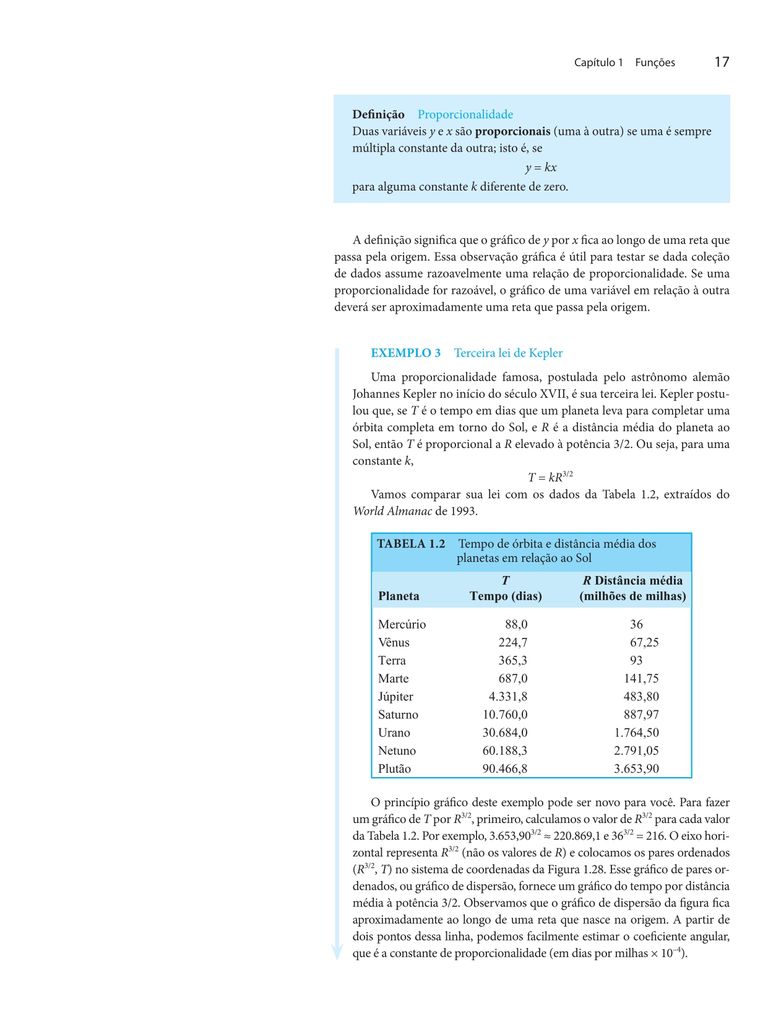 Capítulo 1 Funções 17
Definição Proporcionalidade
Duas variáveis y e x são proporcionais (uma à outra) se uma é sempre
múltipla constante da outra; isto é, se
y = kx
para alguma constante k diferente de zero.
A definição significa que o gráfico de y por x fica ao longo de uma reta que
passa pela origem. Essa observação gráfica é útil para testar se dada coleção
de dados assume razoavelmente uma relação de proporcionalidade. Se uma
proporcionalidade for razoável, o gráfico de uma variável em relação à outra
deverá ser aproximadamente uma reta que passa pela origem.
EXEMPLO 3 Terceira lei de Kepler
Uma proporcionalidade famosa, postulada pelo astrônomo alemão
Johannes Kepler no início do século XVII, é sua terceira lei. Kepler postu-
lou que, se T é o tempo em dias que um planeta leva para completar uma
órbita completa em torno do Sol, e R é a distância média do planeta ao
Sol, então T é proporcional a R elevado à potência 3/2. Ou seja, para uma
constante k,
T = kR^3/2
Vamos comparar sua lei com os dados da Tabela 1.2, extraídos do
World Almanac de 1993.
TABELA 1.2 Tempo de órbita e distância média dos
planetas em relação ao Sol
T R Distância média
Planeta Tempo (dias) (milhões de milhas)
Mercúrio 88,0 36
Vênus 224,7 67,25
Terra 365,3 93
Marte 687,0 141,75
Júpiter 4.331,8 483,80
Saturno 10.760,0 887,97
Urano 30.684,0 1.764,50
Netuno 60.188,3 2.791,05
Plutão 90.466,8 3.653,90
O princípio gráfico deste exemplo pode ser novo para você. Para fazer
um gráfico de T por R^3/2, primeiro, calculamos o valor de R^3/2 para cada valor
da Tabela 1.2. Por exemplo, 3.653,90^3/2 ≈ 220.869,1 e 36^3/2 = 216. O eixo hori-
zontal representa R^3/2 (não os valores de R) e colocamos os pares ordenados
(R^3/2, T) no sistema de coordenadas da Figura 1.28. Esse gráfico de pares or-
denados, ou gráfico de dispersão, fornece um gráfico do tempo por distância
média à potência 3/2. Observamos que o gráfico de dispersão da figura fica
aproximadamente ao longo de uma reta que nasce na origem. A partir de
dois pontos dessa linha, podemos facilmente estimar o coeficiente angular,
que é a constante de proporcionalidade (em dias por milhas × 10^–4).